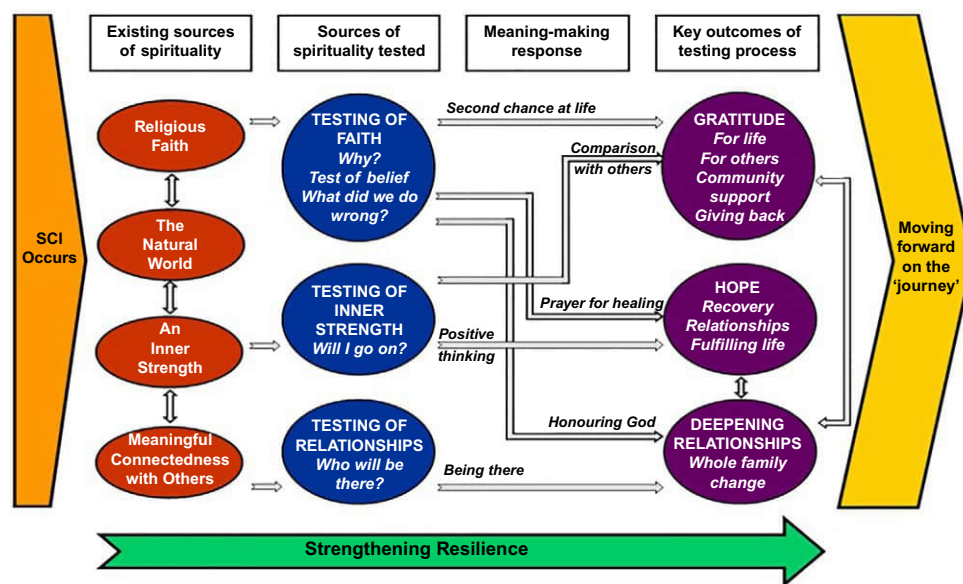 Existing sources
of spirituality
Sources of
spirituality tested
Meaning-making
response
Key outcomes of
testing process
SCI
Occurs
Religious
Faith
The
Natural
World
An
Inner
Strength
Meaningful
Connectedness
with Others
TESTING OF
FAITH
Why?
Test of belief
What did we do
wrong?
TESTING OF
INNER
STRENGTH
Will I go on?
TESTING OF
RELATIONSHIPS
Who will be
there?
Second chance at life
Comparison
with others
Prayer for healing
Positive
thinking
Honouring God
Being there
GRATITUDE
For life
For others
Community
support
Giving back
HOPE
Recovery
Relationships
Fulfilling life
DEEPENING
RELATIONSHIPS
Whole family
change
Moving
forward
on the
‘journey’
Strengthening Resilience